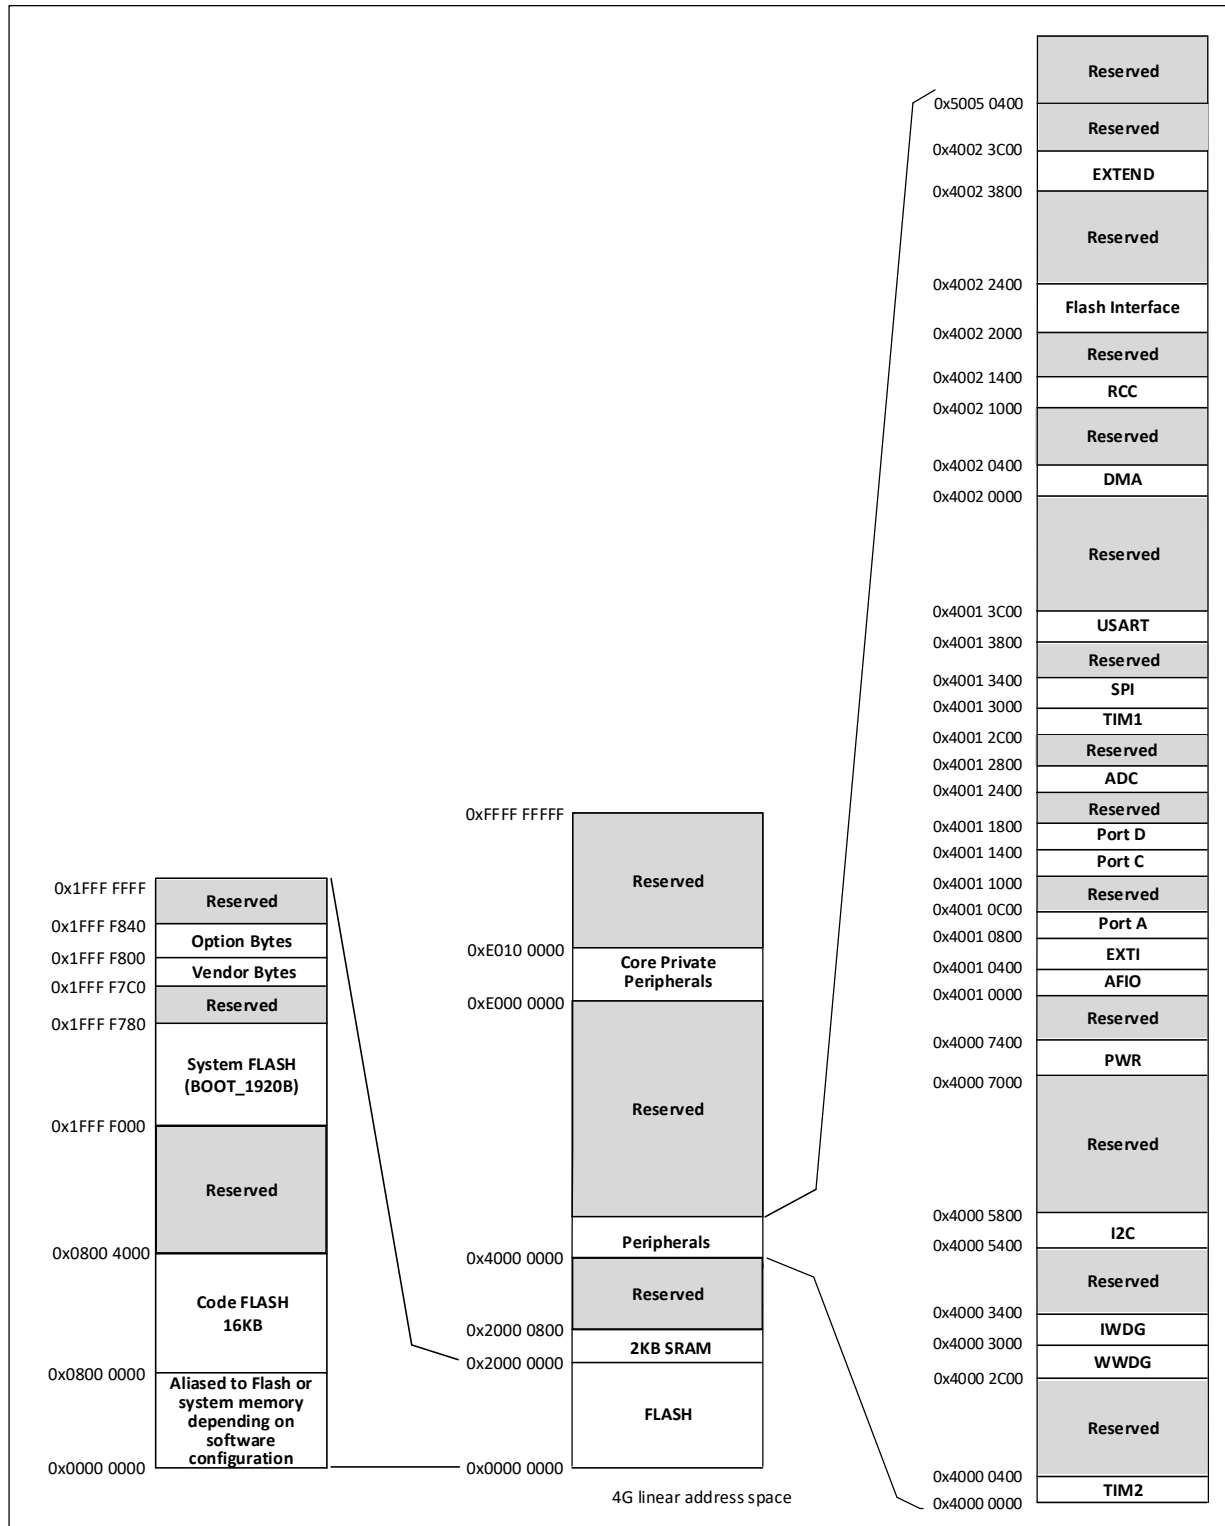 Reserved
0x5005 0400
Reserved
0x4002 3C00
EXTEND
0x4002 3800
Reserved
0x4002 2400
Flash Interface
0x4002 2000
Reserved
0x4002 1400
RCC
0x4002 1000
Reserved
0x4002 0400
DMA
0x4002 0000
Reserved
0x4001 3C00
USART
0x4001 3800
Reserved
0x4001 3400
SPI
0x4001 3000
TIM1
0x4001 2C00
Reserved
0x4001 2800
ADC
0x4001 2400
Reserved
0x4001 1800
Port D
0x4001 1400
Port C
0x4001 1000
Reserved
0x4001 0C00
Port A
0x4001 0800
EXTI
0x4001 0400
AFIO
0x4001 0000
Reserved
0x4000 7400
PWR
0x4000 7000
Reserved
0x4000 5800
I2C
0x4000 5400
Reserved
0x4000 3400
IWDG
0x4000 3000
WWDG
0x4000 2C00
Reserved
0x4000 0400
TIM2
0x4000 0000
0xFFFF FFFFF
Reserved
0xE010 0000
Core Private
Peripherals
0xE000 0000
Reserved
Peripherals
0x4000 0000
Reserved
0x2000 0800
2KB SRAM
0x2000 0000
FLASH
0x0000 0000
4G linear address space
0x1FFF FFFF
Reserved
0x1FFF F840
Option Bytes
0x1FFF F800
Vendor Bytes
0x1FFF F7C0
Reserved
0x1FFF F780
System FLASH
(BOOT_1920B)
0x1FFF F000
Reserved
0x0800 4000
Code FLASH
16KB
0x0800 0000
Aliased to Flash or
system memory
depending on
software
configuration
0x0000 0000